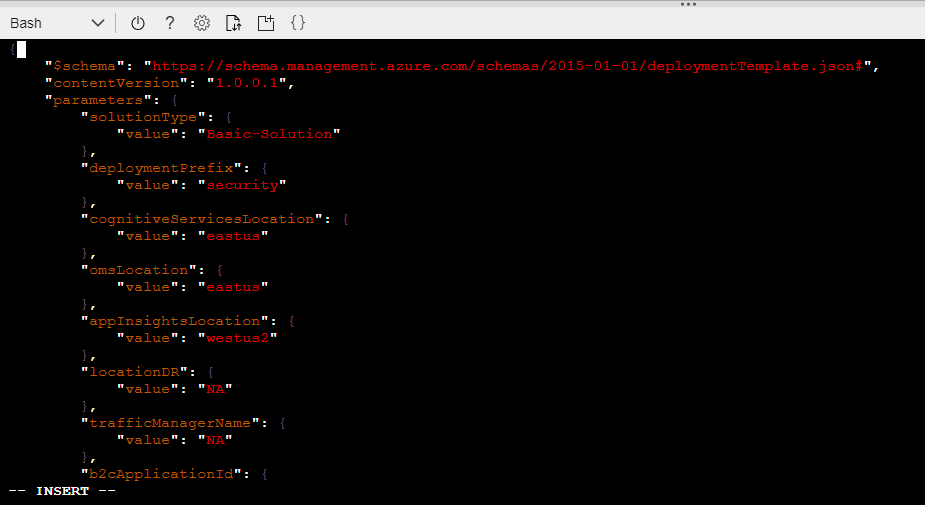 Bash
?
{}
{
"$schema": "https://schema.management.azure.com/schemas/2015-01-01/deploymentTemplate.json#",
"contentVersion": "1.0.0.1",
"parameters": {
"solutionType": {
"value": "Basic-Solution"
},
"deploymentPrefix": {
"value": "security"
},
"cognitiveServicesLocation": {
"value": "eastus"
},
"omsLocation": {
"value": "eastus"
},
"appInsightsLocation": {
"value": "westus2"
},
"locationDR": {
"value": "NA"
},
"trafficManagerName": {
"value": "NA"
},
"b2cApplicationId": {
-- INSERT --